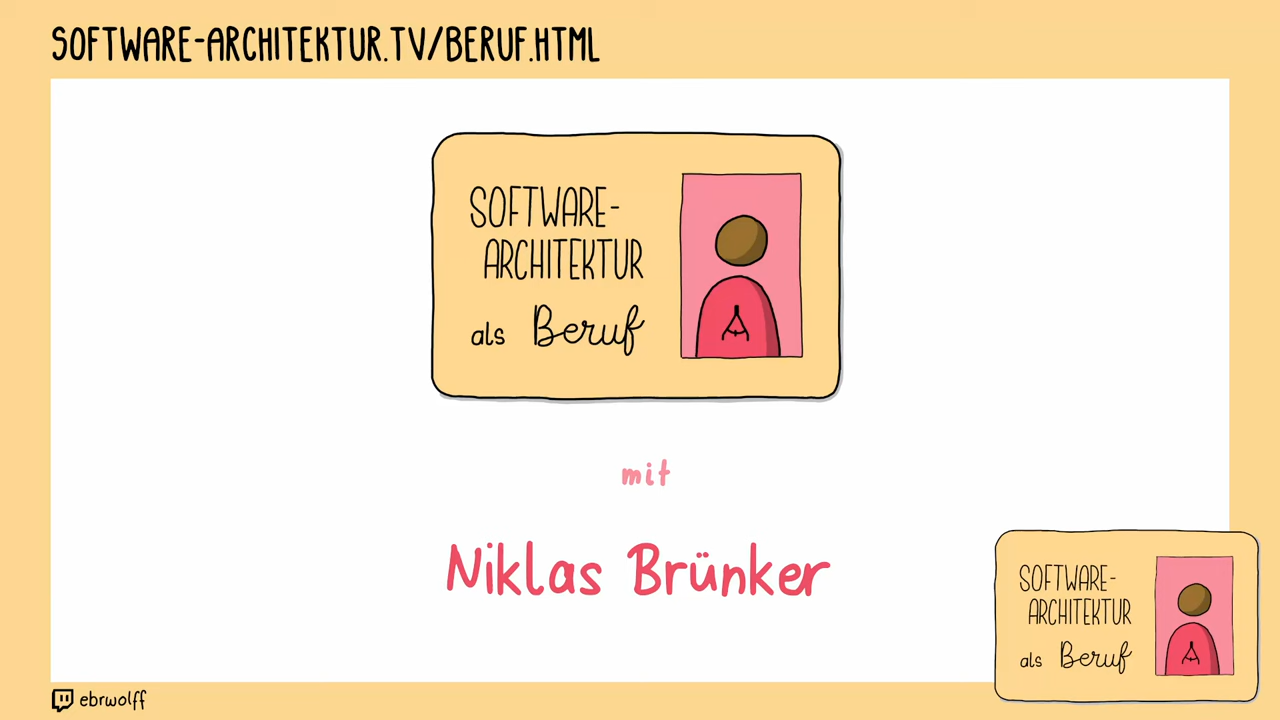 SOFTWARE-ARCHITEKTUR.TV/BERUF.HTML
SOFTWARE-
ARCHITEKTUR
als Beruf
mit
Niklas Brünker
SOFTWARE-
ARCHITEKTUR
als Beruf
ebrwolff